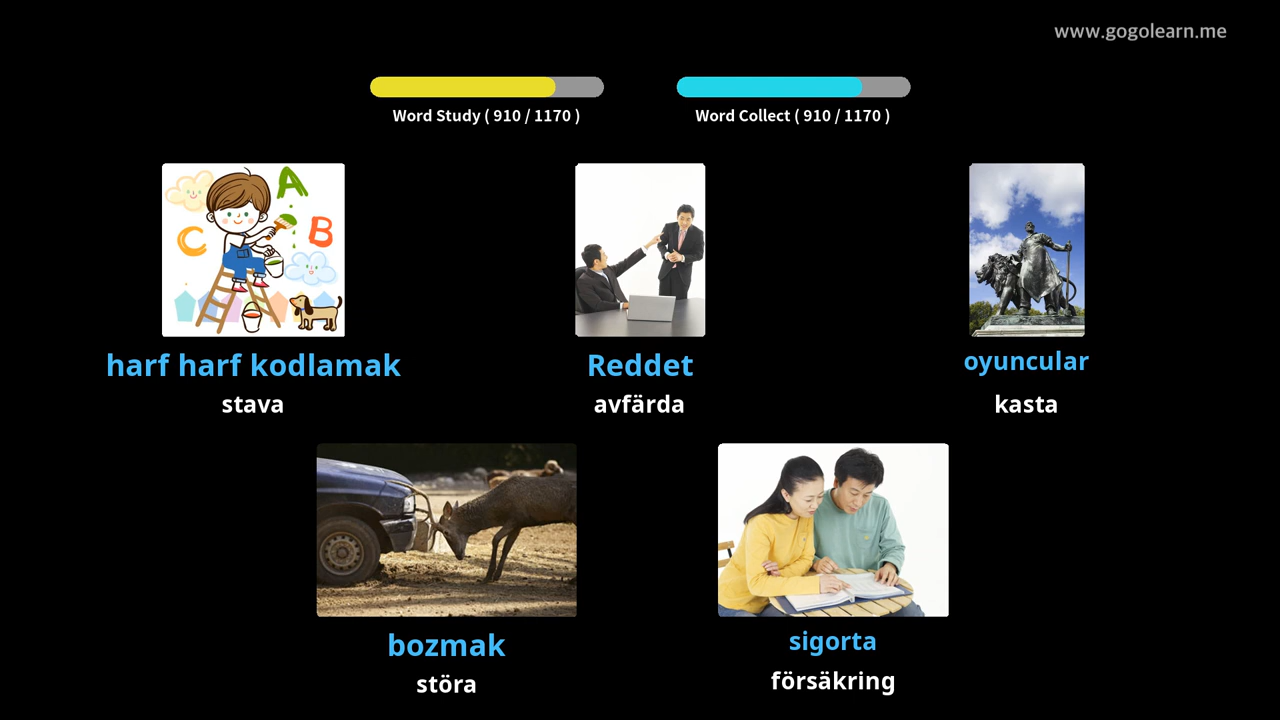 www.gogolearn.me
Word Study ( 910 / 1170 )
Word Collect ( 910 / 1170 )
A
B
C
harf harf kodlamak
stava
Reddet
avfärda
oyuncular
kasta
bozmak
störa
sigorta
försäkring